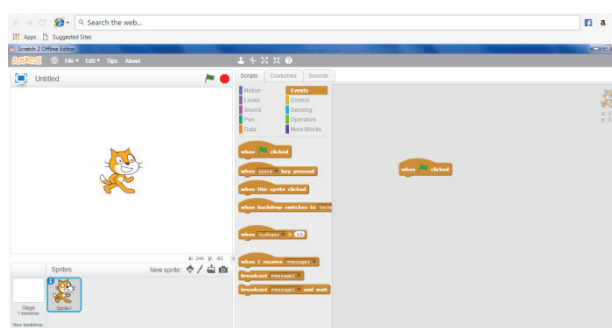 Search the web...
Apps Suggested Sites
Scratch 2 Offline Editor
SCRATCH File Edit Tips About
Untitled
Scripts Costumes Sounds
Motion Events
Looks Control
Sound Sensing
Pen Operators
Data More Blocks
when clicked
when space key pressed
when this sprite clicked
when backdrop switches to
when loudness > 10
when I receive message1
broadcast message1
broadcast message1 and wait
when clicked
Sprites New sprite:
Stage
1 backdrop
Sprite1
New backdrop